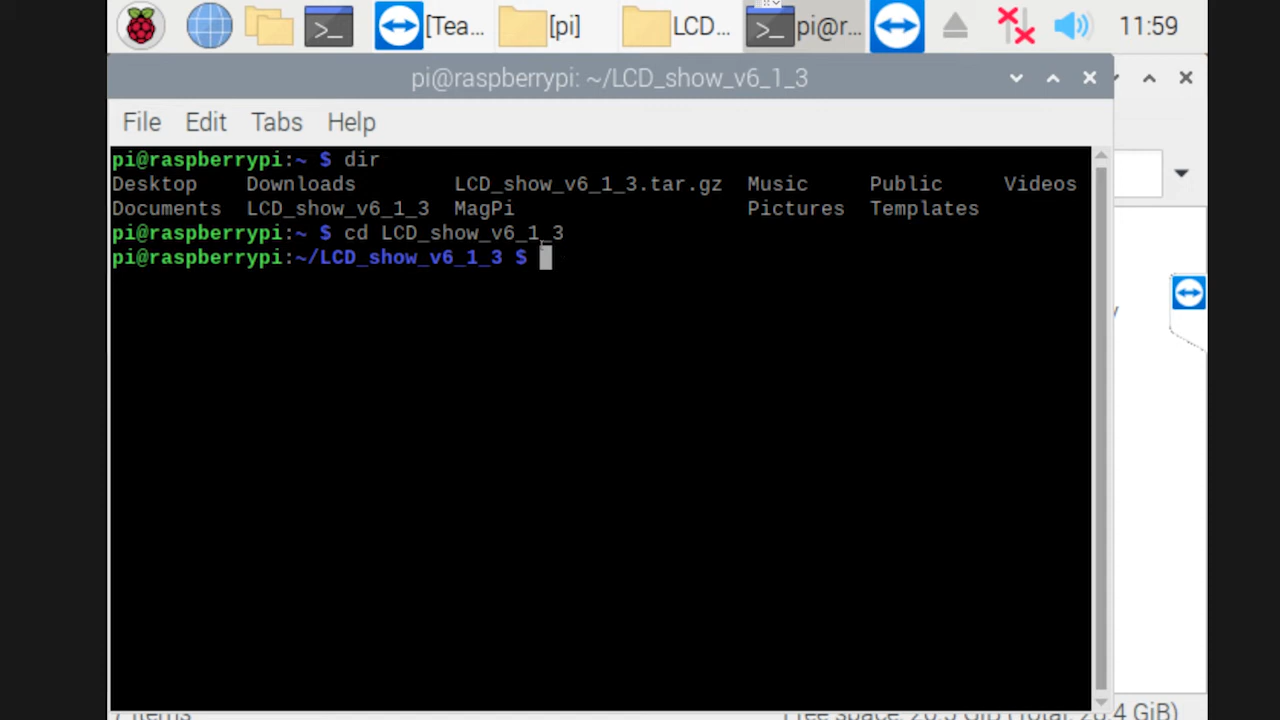 [Tea... [pi] LCD... pi@r... 11:59
pi@raspberrypi: ~/LCD_show_v6_1_3
File Edit Tabs Help
pi@raspberrypi:~ $ dir
Desktop Downloads LCD_show_v6_1_3.tar.gz Music Public Videos
Documents LCD_show_v6_1_3 MagPi Pictures Templates
pi@raspberrypi:~ $ cd LCD_show_v6_1_3
pi@raspberrypi:~/LCD_show_v6_1_3 $